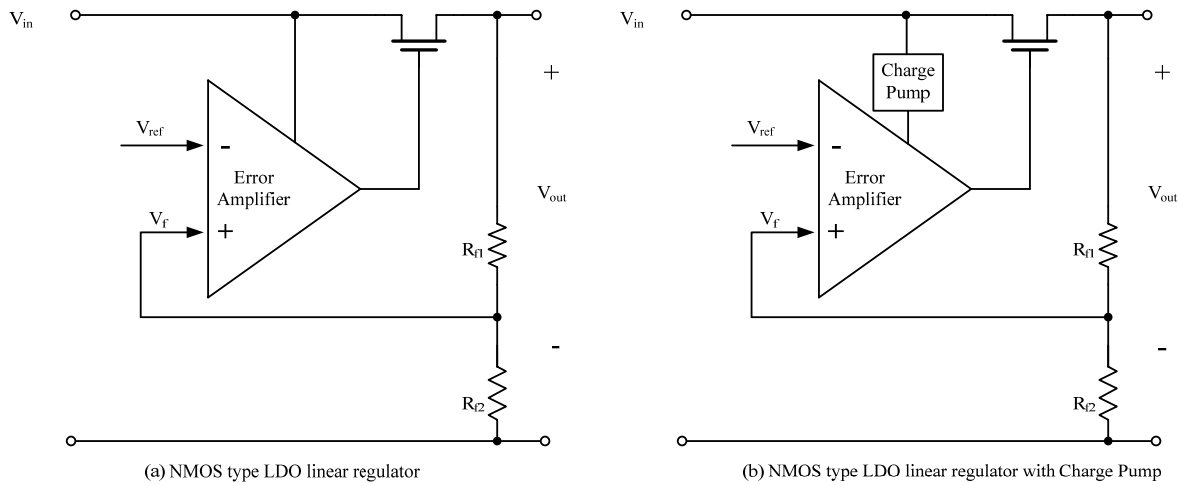 Vin
Vref
-
Error
Amplifier
Vf
+
+
Vout
Rf1
-
Rf2
(a) NMOS type LDO linear regulator
Vin
Charge
Pump
Vref
-
Error
Amplifier
Vf
+
+
Vout
Rf1
-
Rf2
(b) NMOS type LDO linear regulator with Charge Pump